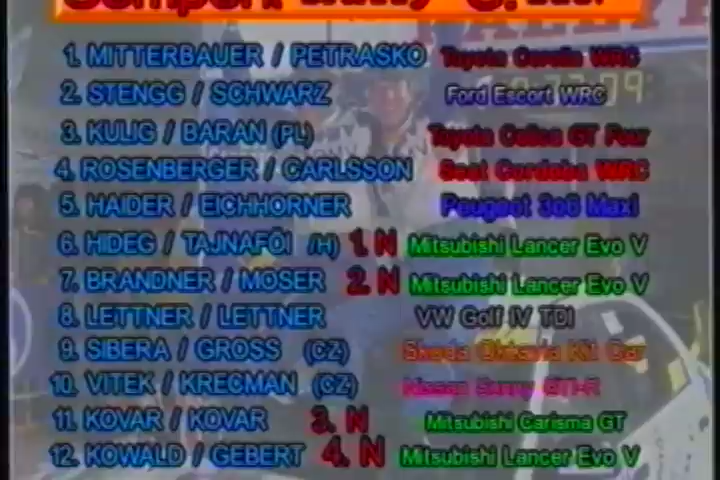 1. MITTERBAUER / PETRASKO Toyota Corolla WRC
2. STENGG / SCHWARZ Ford Escort WRC
3. KULIG / BARAN (PL) Toyota Celica GT Four
4. ROSENBERGER / CARLSSON Seat Cordoba WRC
5. HAIDER / EICHHORNER Peugeot 306 Maxi
6. HIDEG / TAJNAFÖI /H) 1. N Mitsubishi Lancer Evo V
7. BRANDNER / MOSER 2. N Mitsubishi Lancer Evo V
8. LETTNER / LETTNER VW Golf IV TDI
9. SIBERA / GROSS (CZ) Skoda Oktavia Kit Car
10. VITEK / KRECMAN (CZ) Nissan Sunny GTI-R
11. KOVAR / KOVAR 3. N Mitsubishi Carisma GT
12. KOWALD / GEBERT 4. N Mitsubishi Lancer Evo V